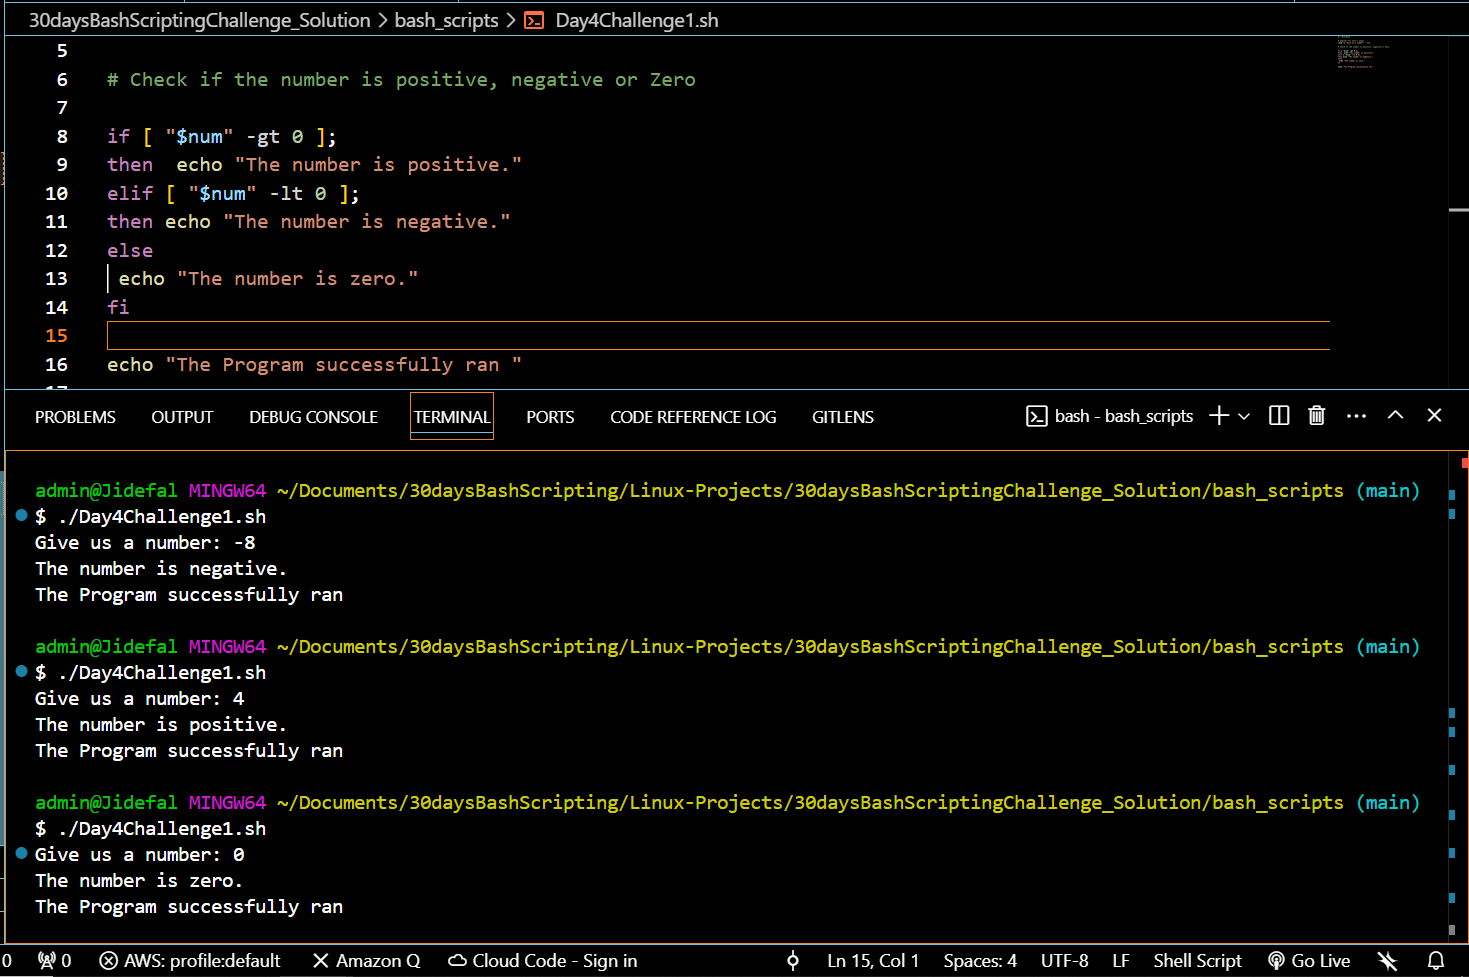 30daysBashScriptingChallenge_Solution > bash_scripts > Day4Challenge1.sh
5
6 # Check if the number is positive, negative or Zero
7
8 if [ "$num" -gt 0 ];
9 then  echo "The number is positive."
10 elif [ "$num" -lt 0 ];
11 then echo "The number is negative."
12 else
13  echo "The number is zero."
14 fi
15
16 echo "The Program successfully ran "
PROBLEMS OUTPUT DEBUG CONSOLE TERMINAL PORTS CODE REFERENCE LOG GITLENS bash - bash_scripts
admin@Jidefal MINGW64 ~/Documents/30daysBashScripting/Linux-Projects/30daysBashScriptingChallenge_Solution/bash_scripts (main)
$ ./Day4Challenge1.sh
Give us a number: -8
The number is negative.
The Program successfully ran
admin@Jidefal MINGW64 ~/Documents/30daysBashScripting/Linux-Projects/30daysBashScriptingChallenge_Solution/bash_scripts (main)
$ ./Day4Challenge1.sh
Give us a number: 4
The number is positive.
The Program successfully ran
admin@Jidefal MINGW64 ~/Documents/30daysBashScripting/Linux-Projects/30daysBashScriptingChallenge_Solution/bash_scripts (main)
$ ./Day4Challenge1.sh
Give us a number: 0
The number is zero.
The Program successfully ran
0 0 AWS: profile:default Amazon Q Cloud Code - Sign in Ln 15, Col 1 Spaces: 4 UTF-8 LF Shell Script Go Live